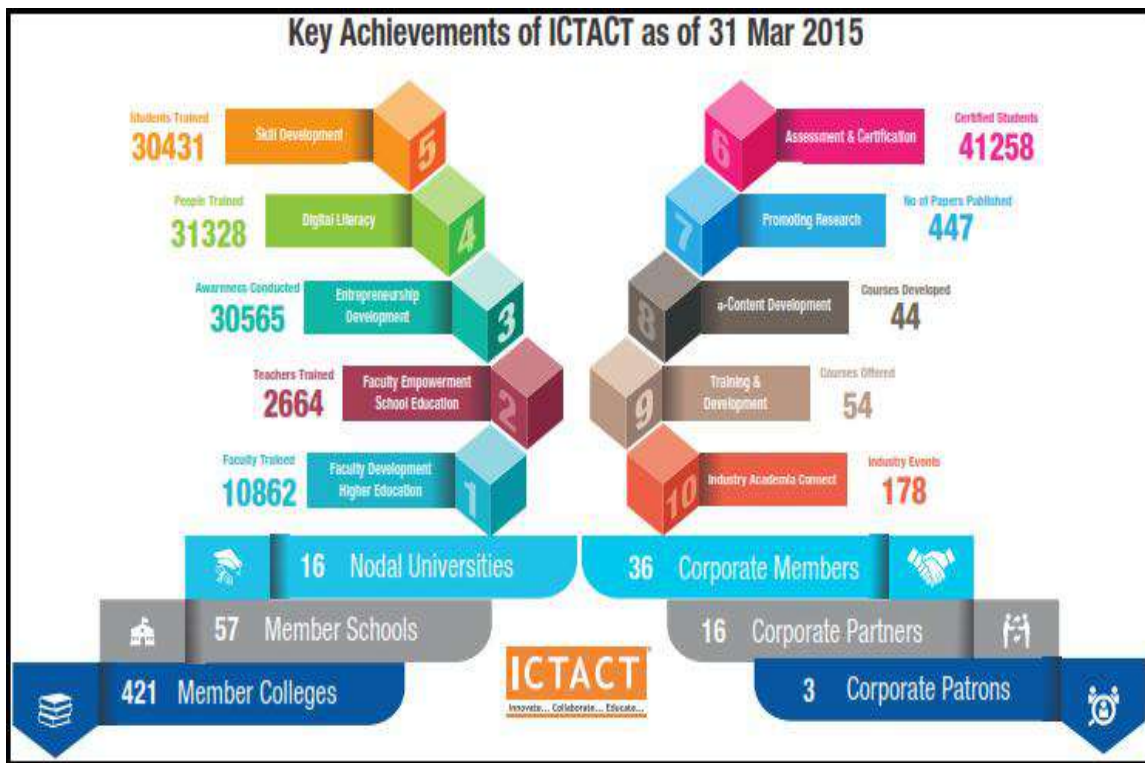 Key Achievements of ICTACT as of 31 Mar 2015
Students Trained
30431
Skill Development
5
People Trained
31328
Digital Literacy
4
Awareness Conducted
30565
Entrepreneurship
Development
3
Teachers Trained
2664
Faculty Empowerment
School Education
2
Faculty Trained
10862
Faculty Development
Higher Education
1
6
Assessment & Certification
Certified Students
41258
7
Promoting Research
No of Papers Published
447
8
e-Content Development
Courses Developed
44
9
Training &
Development
Courses Offered
54
10
Industry Academia Connect
Industry Events
178
16 Nodal Universities
57 Member Schools
421 Member Colleges
36 Corporate Members
16 Corporate Partners
3 Corporate Patrons
ICTACT
Innovate... Collaborate... Educate...